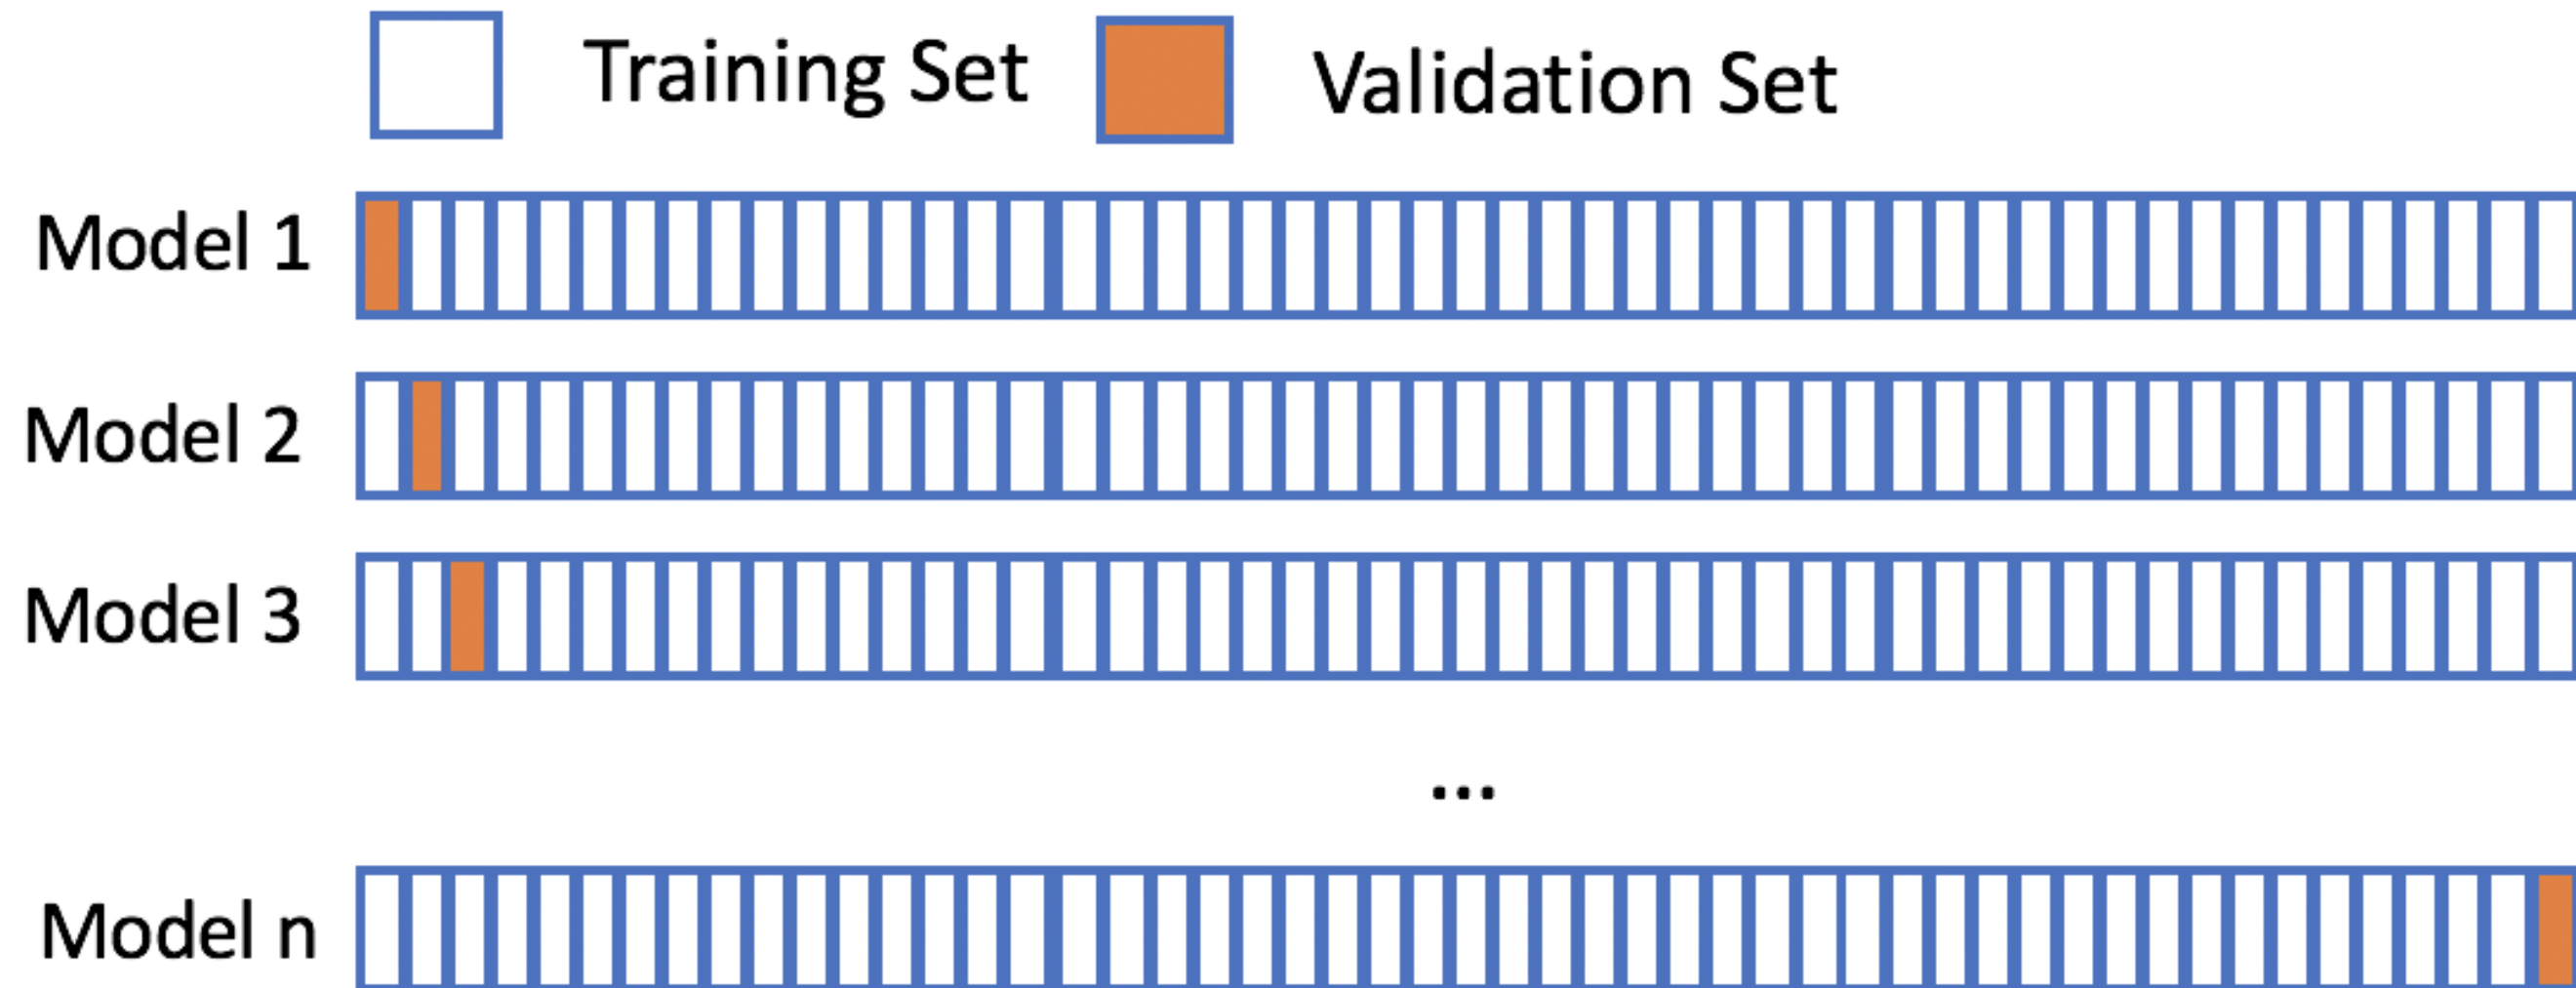 Training Set
Validation Set
Model 1
Model 2
Model 3
...
Model n